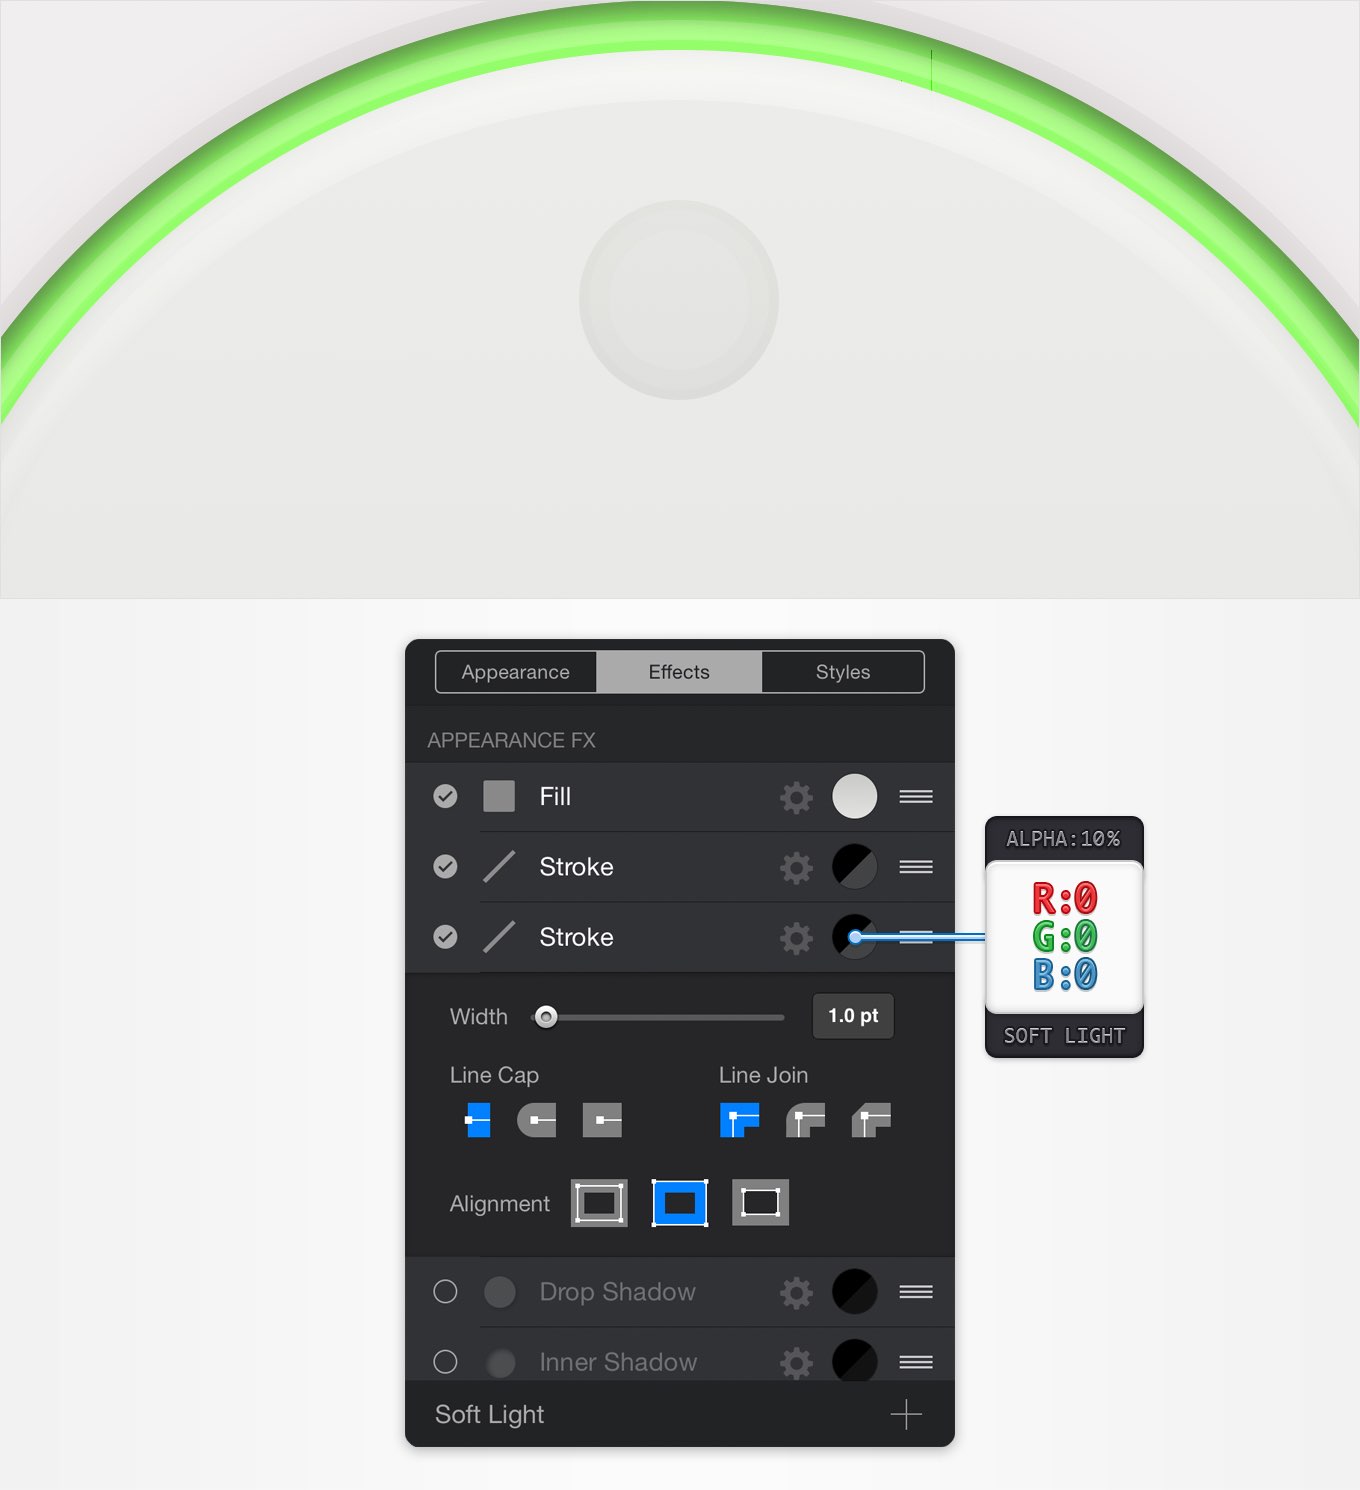 Appearance Effects Styles
APPEARANCE FX
Fill
Stroke
Stroke
ALPHA:10%
R:0
G:0
B:0
SOFT LIGHT
Width 1.0 pt
Line Cap Line Join
Alignment
Drop Shadow
Inner Shadow
Soft Light